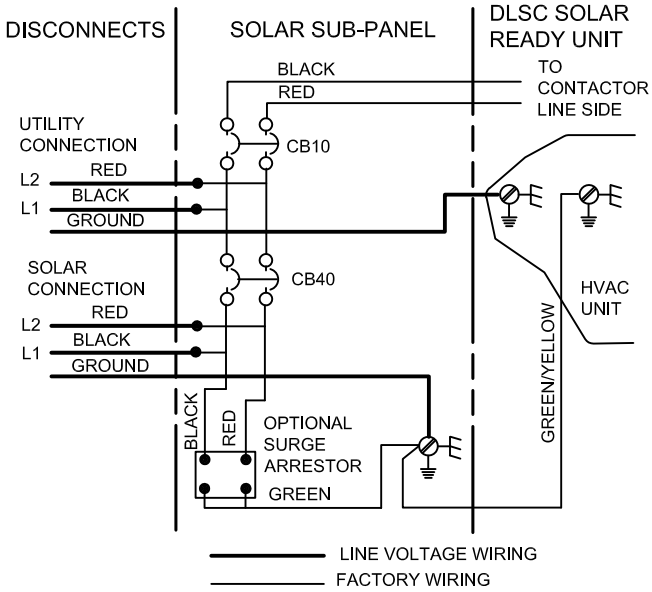 DISCONNECTS
SOLAR SUB-PANEL
DLSC SOLAR
READY UNIT
BLACK
RED
TO
CONTACTOR
LINE SIDE
UTILITY
CONNECTION
CB10
L2
RED
L1
BLACK
GROUND
SOLAR
CONNECTION
CB40
HVAC
UNIT
L2
RED
L1
BLACK
GROUND
GREEN/YELLOW
BLACK
RED
OPTIONAL
SURGE
ARRESTOR
GREEN
LINE VOLTAGE WIRING
FACTORY WIRING